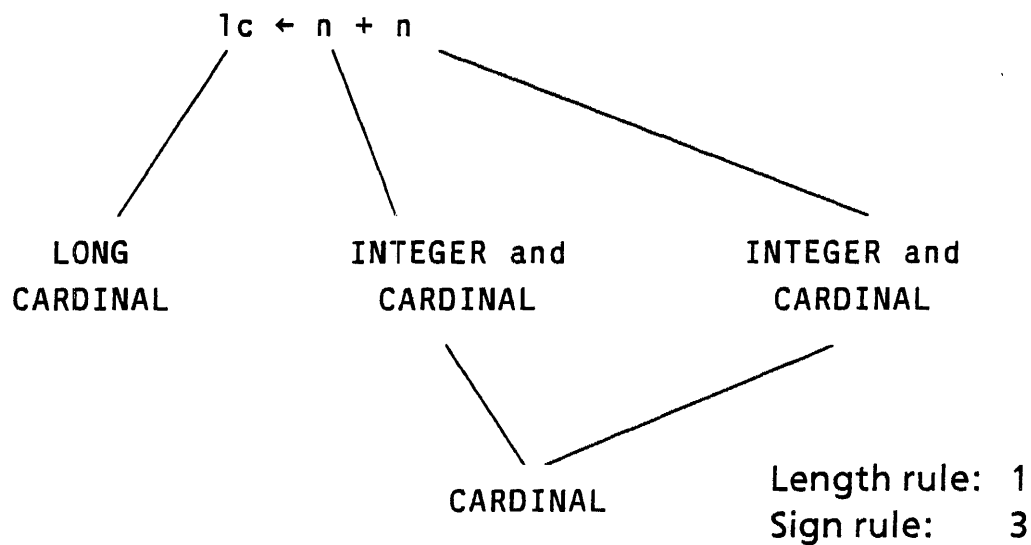 lc ← n + n
LONG INTEGER and INTEGER and
CARDINAL CARDINAL CARDINAL
CARDINAL
Length rule: 1
Sign rule: 3